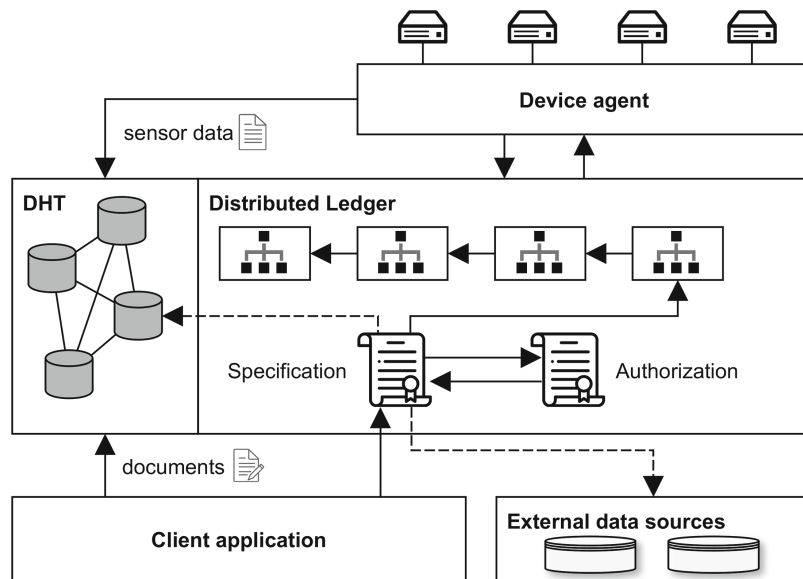 Device agent
sensor data
DHT
Distributed Ledger
Specification
Authorization
documents
Client application
External data sources